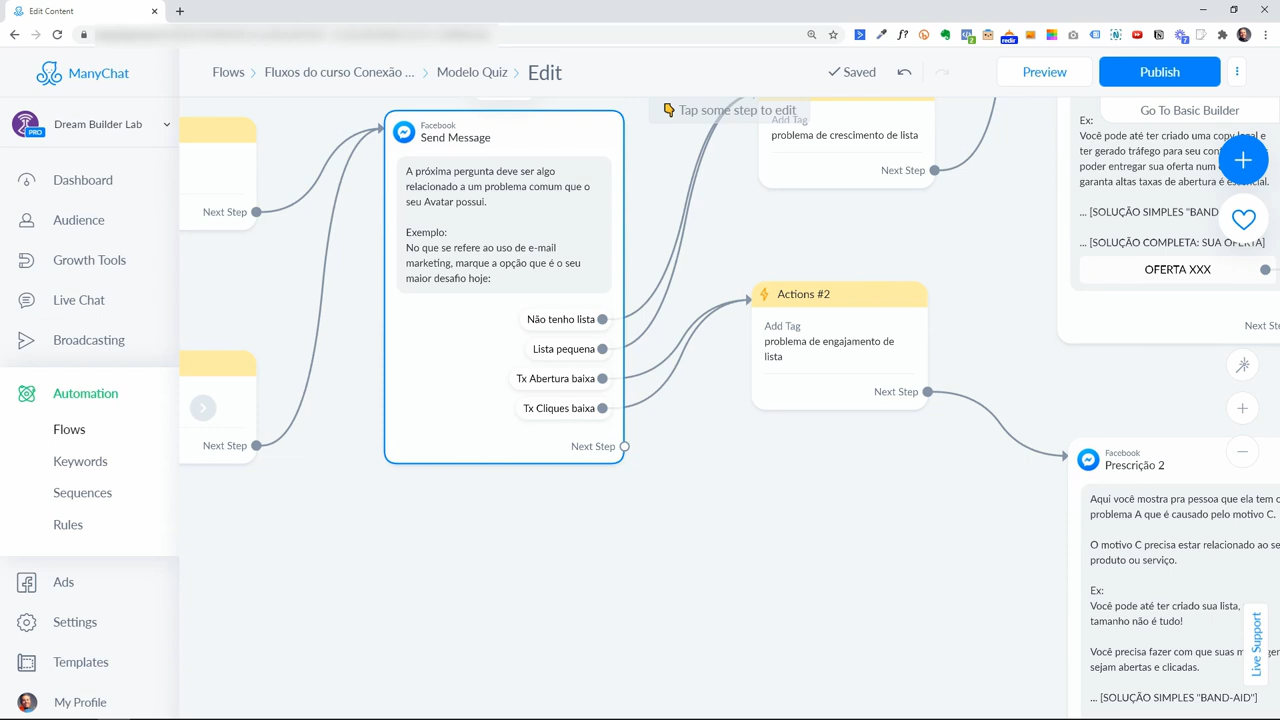 Edit Content
ManyChat
Flows
Fluxos do curso Conexão ...
Modelo Quiz
Edit
Saved
Preview
Publish
Dream Builder Lab
PRO
Dashboard
Audience
Growth Tools
Live Chat
Broadcasting
Automation
Flows
Keywords
Sequences
Rules
Ads
Settings
Templates
My Profile
Next Step
Next Step
Facebook
Send Message
A próxima pergunta deve ser algo
relacionado a um problema comum que o
seu Avatar possui.
Exemplo:
No que se refere ao uso de e-mail
marketing, marque a opção que é o seu
maior desafio hoje:
Não tenho lista
Lista pequena
Tx Abertura baixa
Tx Cliques baixa
Next Step
Tap some step to edit
Add Tag
problema de crescimento de lista
Next Step
Actions #2
Add Tag
problema de engajamento de
lista
Next Step
Go To Basic Builder
Ex:
Você pode até ter criado uma copy legal e
ter gerado tráfego para seu con
poder entregar sua oferta num
garanta altas taxas de abertura é essencial.
... [SOLUÇÃO SIMPLES "BAND
... [SOLUÇÃO COMPLETA: SUA OFERTA]
OFERTA XXX
Next Ste
Facebook
Prescrição 2
Aqui você mostra pra pessoa que ela tem o
problema A que é causado pelo motivo C.
O motivo C precisa estar relacionado ao se
produto ou serviço.
Ex:
Você pode até ter criado sua lista,
tamanho não é tudo!
Você precisa fazer com que suas m
sejam abertas e clicadas.
... [SOLUÇÃO SIMPLES "BAND-AID"]
Live Support